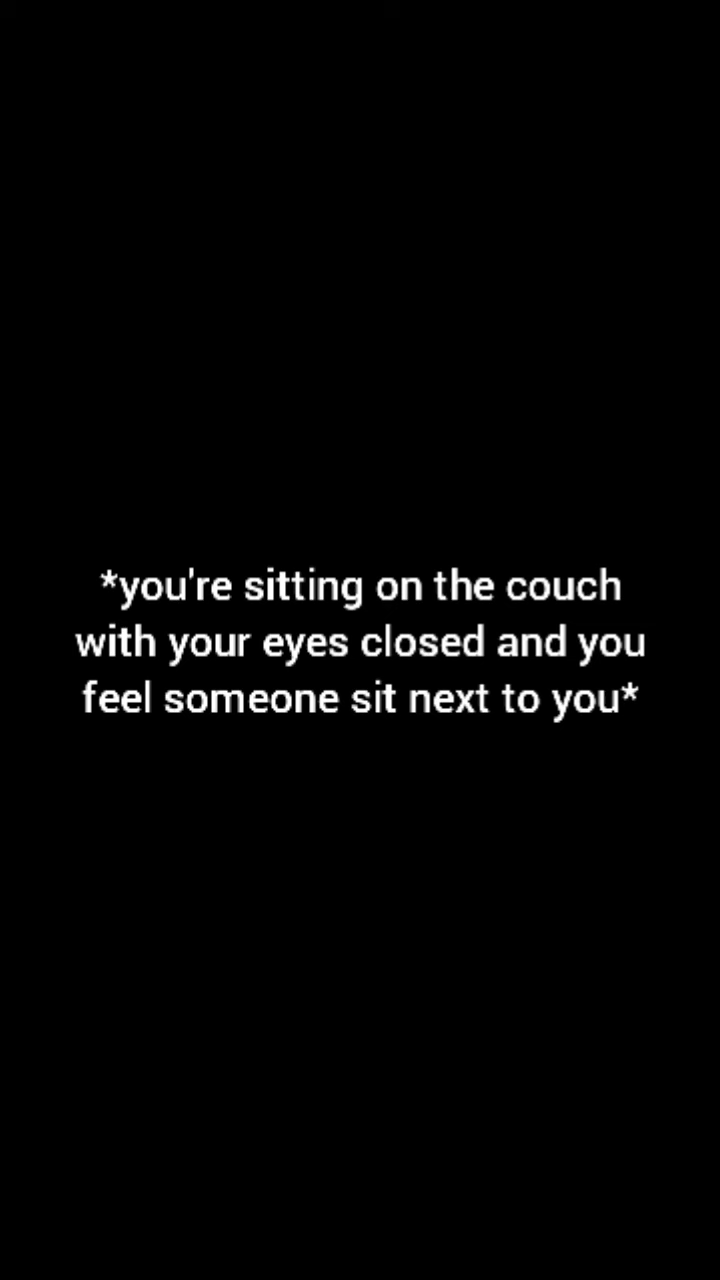 *you're sitting on the couch
with your eyes closed and you
feel someone sit next to you*